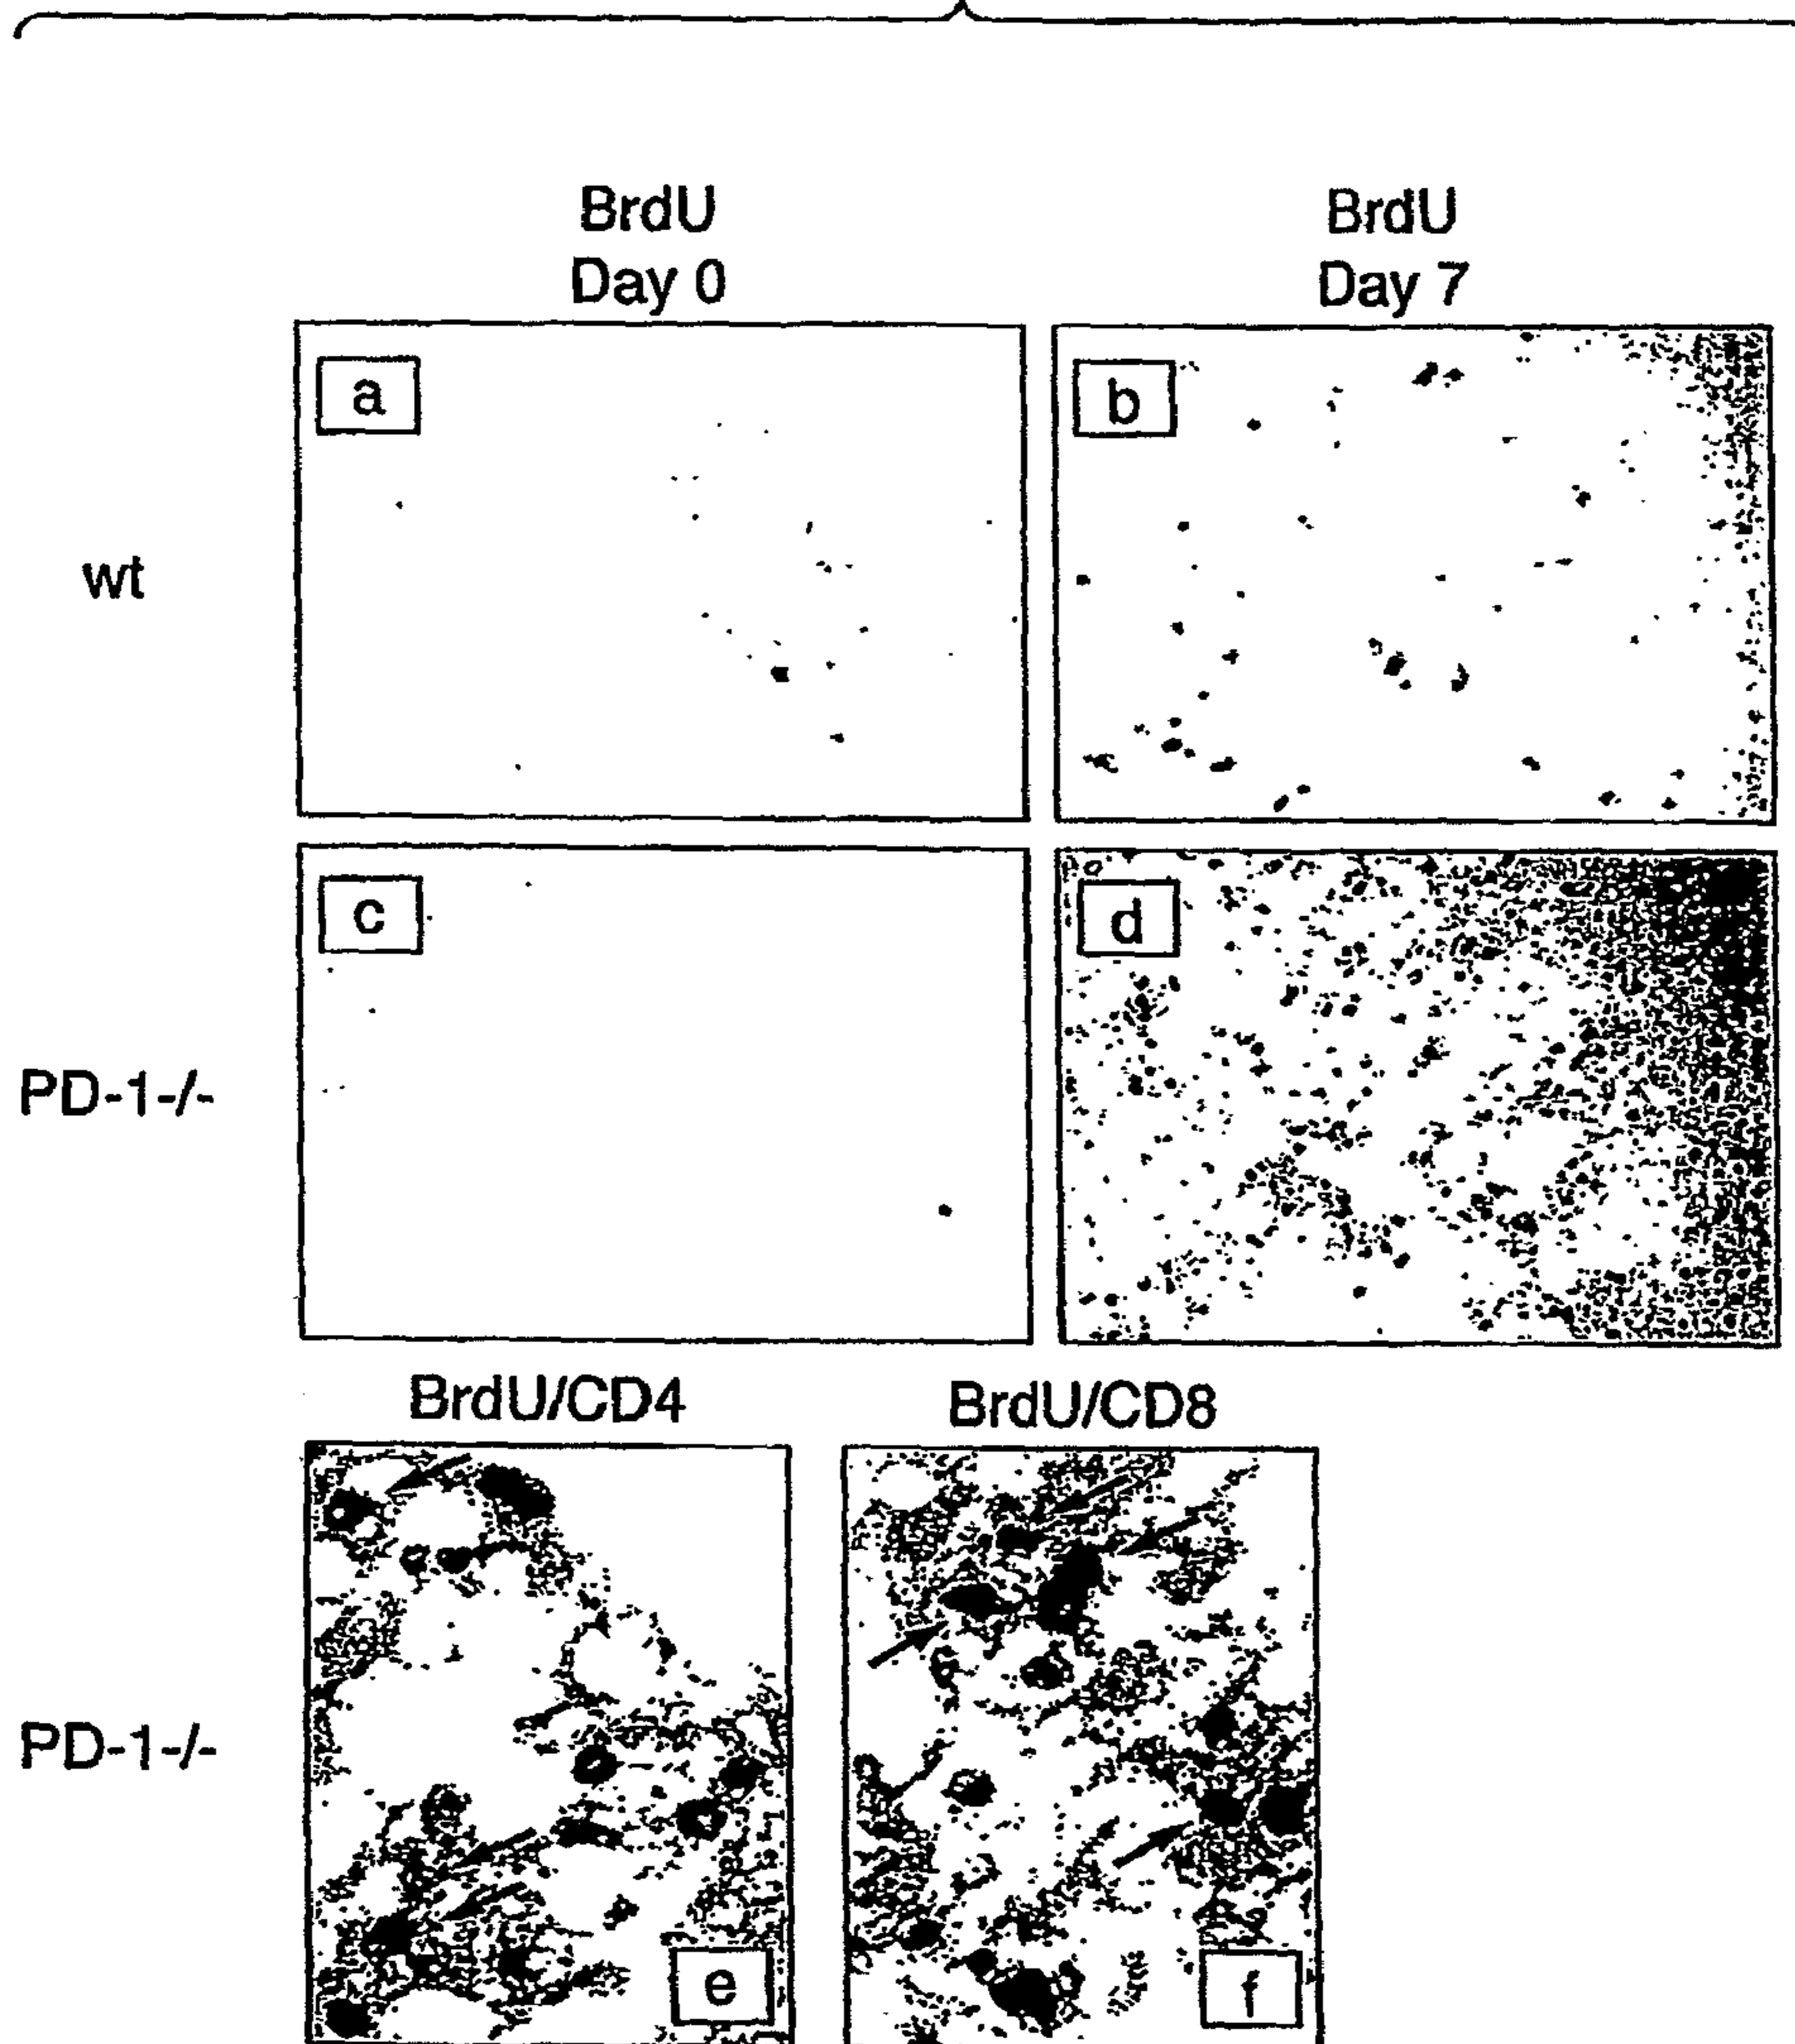 BrdU
Day 0
BrdU
Day 7
a
b
wt
c
d
PD-1-/-
BrdU/CD4
BrdU/CD8
PD-1-/-
e
f